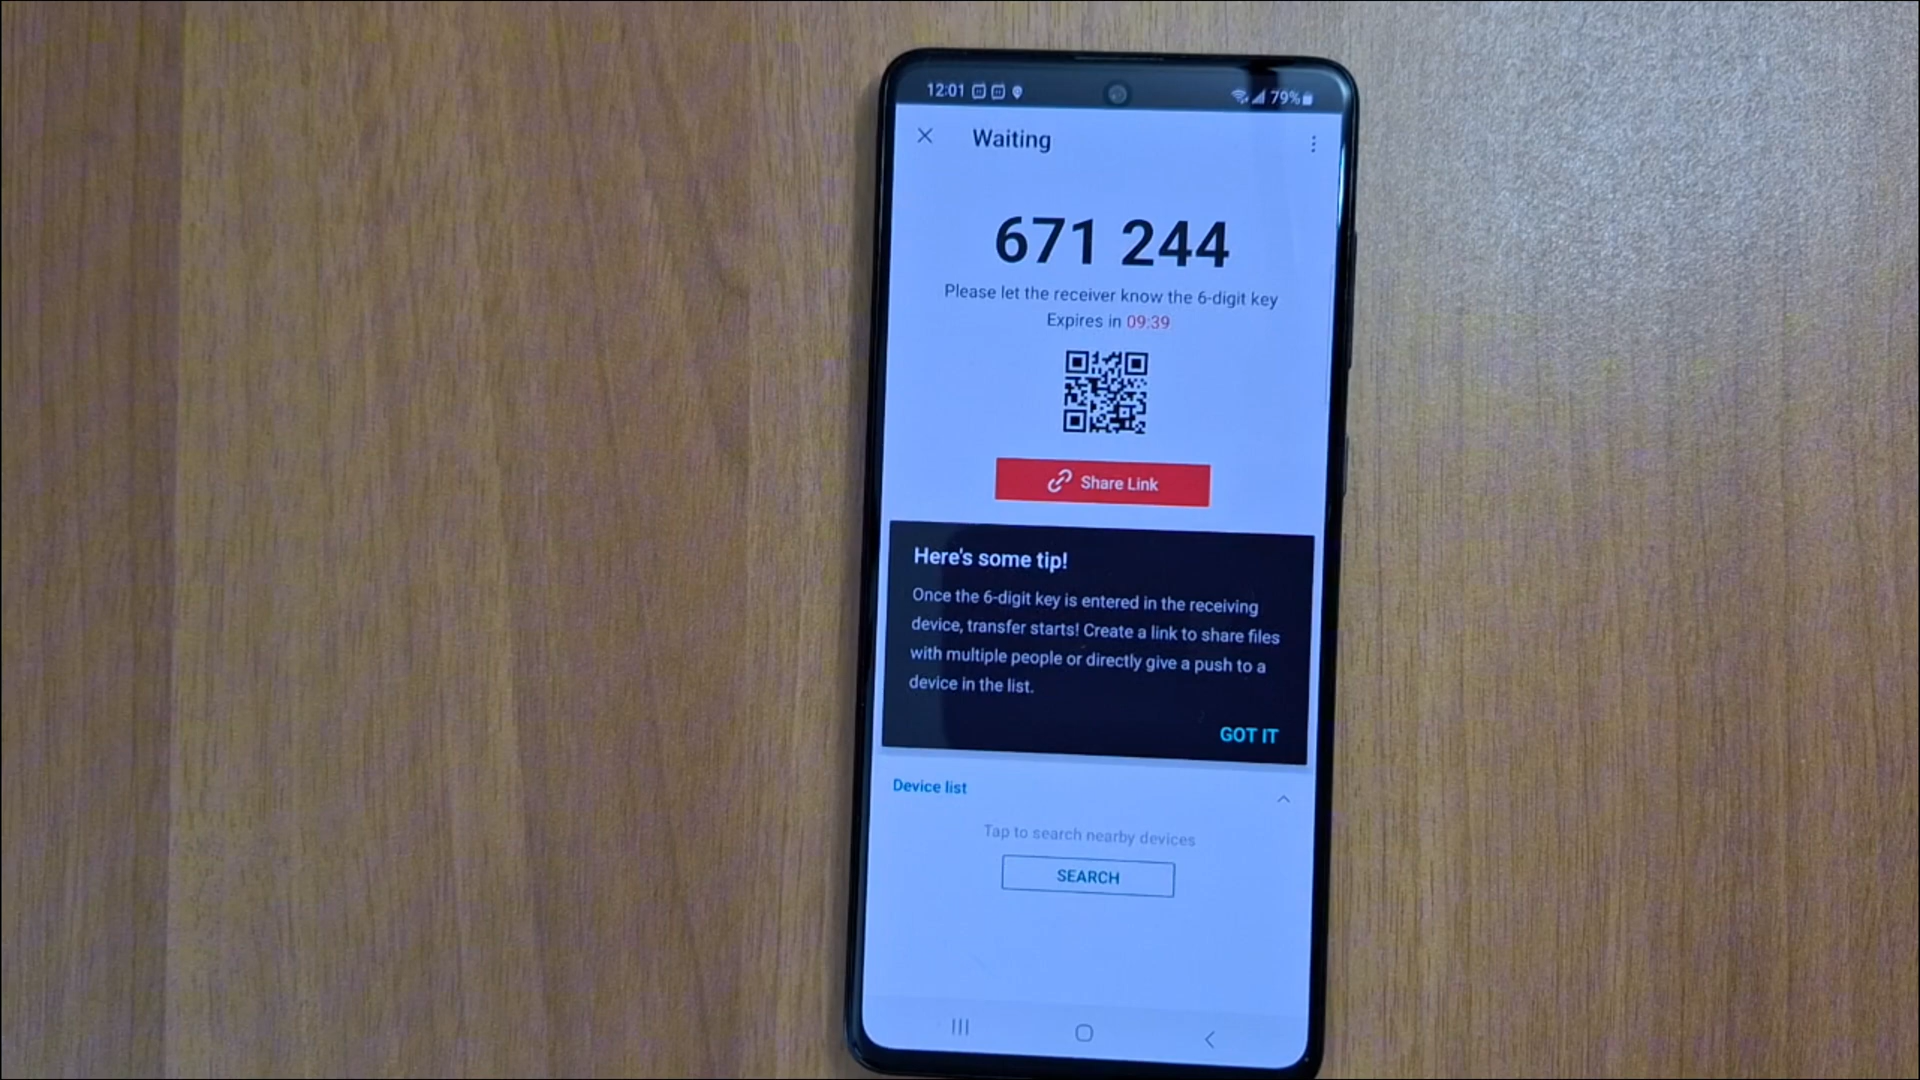 12:01 79%
Waiting
671 244
Please let the receiver know the 6-digit key
Expires in 09:39
Share Link
Here's some tip!
Once the 6-digit key is entered in the receiving
device, transfer starts! Create a link to share files
with multiple people or directly give a push to a
device in the list.
GOT IT
Device list
Tap to search nearby devices
SEARCH